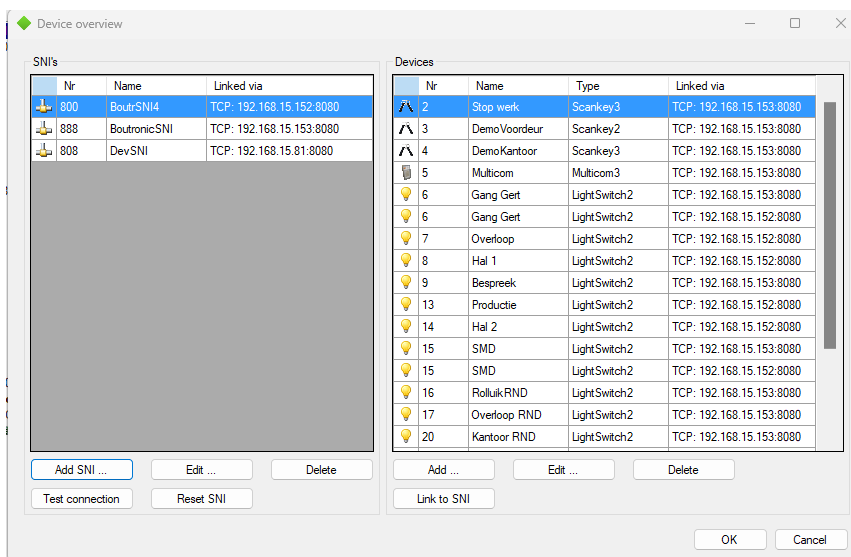 Device overview
SNI's
Nr Name Linked via
800 BoutrSNI4 TCP: 192.168.15.152:8080
888 BoutronicSNI TCP: 192.168.15.153:8080
808 DevSNI TCP: 192.168.15.81:8080
Add SNI ... Edit ... Delete
Test connection Reset SNI
Devices
Nr Name Type Linked via
2 Stop werk Scankey3 TCP: 192.168.15.153:8080
3 DemoVoordeur Scankey2 TCP: 192.168.15.153:8080
4 DemoKantoor Scankey3 TCP: 192.168.15.153:8080
5 Multicom Multicom3 TCP: 192.168.15.153:8080
6 Gang Gert LightSwitch2 TCP: 192.168.15.153:8080
6 Gang Gert LightSwitch2 TCP: 192.168.15.152:8080
7 Overloop LightSwitch2 TCP: 192.168.15.152:8080
8 Hal 1 LightSwitch2 TCP: 192.168.15.152:8080
9 Bespreek LightSwitch2 TCP: 192.168.15.153:8080
13 Productie LightSwitch2 TCP: 192.168.15.152:8080
14 Hal 2 LightSwitch2 TCP: 192.168.15.152:8080
15 SMD LightSwitch2 TCP: 192.168.15.153:8080
15 SMD LightSwitch2 TCP: 192.168.15.152:8080
16 RolluikRND LightSwitch2 TCP: 192.168.15.153:8080
17 Overloop RND LightSwitch2 TCP: 192.168.15.153:8080
20 Kantoor RND LightSwitch2 TCP: 192.168.15.153:8080
Add ... Edit ... Delete
Link to SNI
OK Cancel